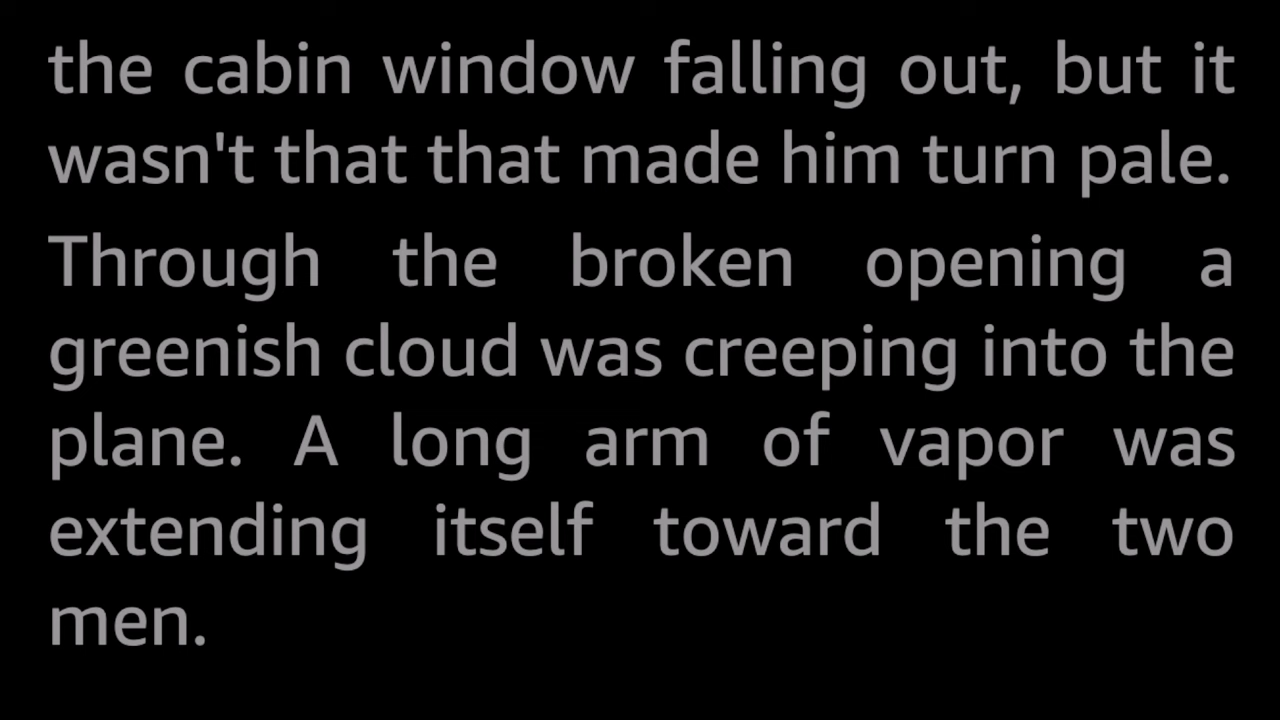 the cabin window falling out, but it
wasn't that that made him turn pale.
Through the broken opening a
greenish cloud was creeping into the
plane. A long arm of vapor was
extending itself toward the two
men.